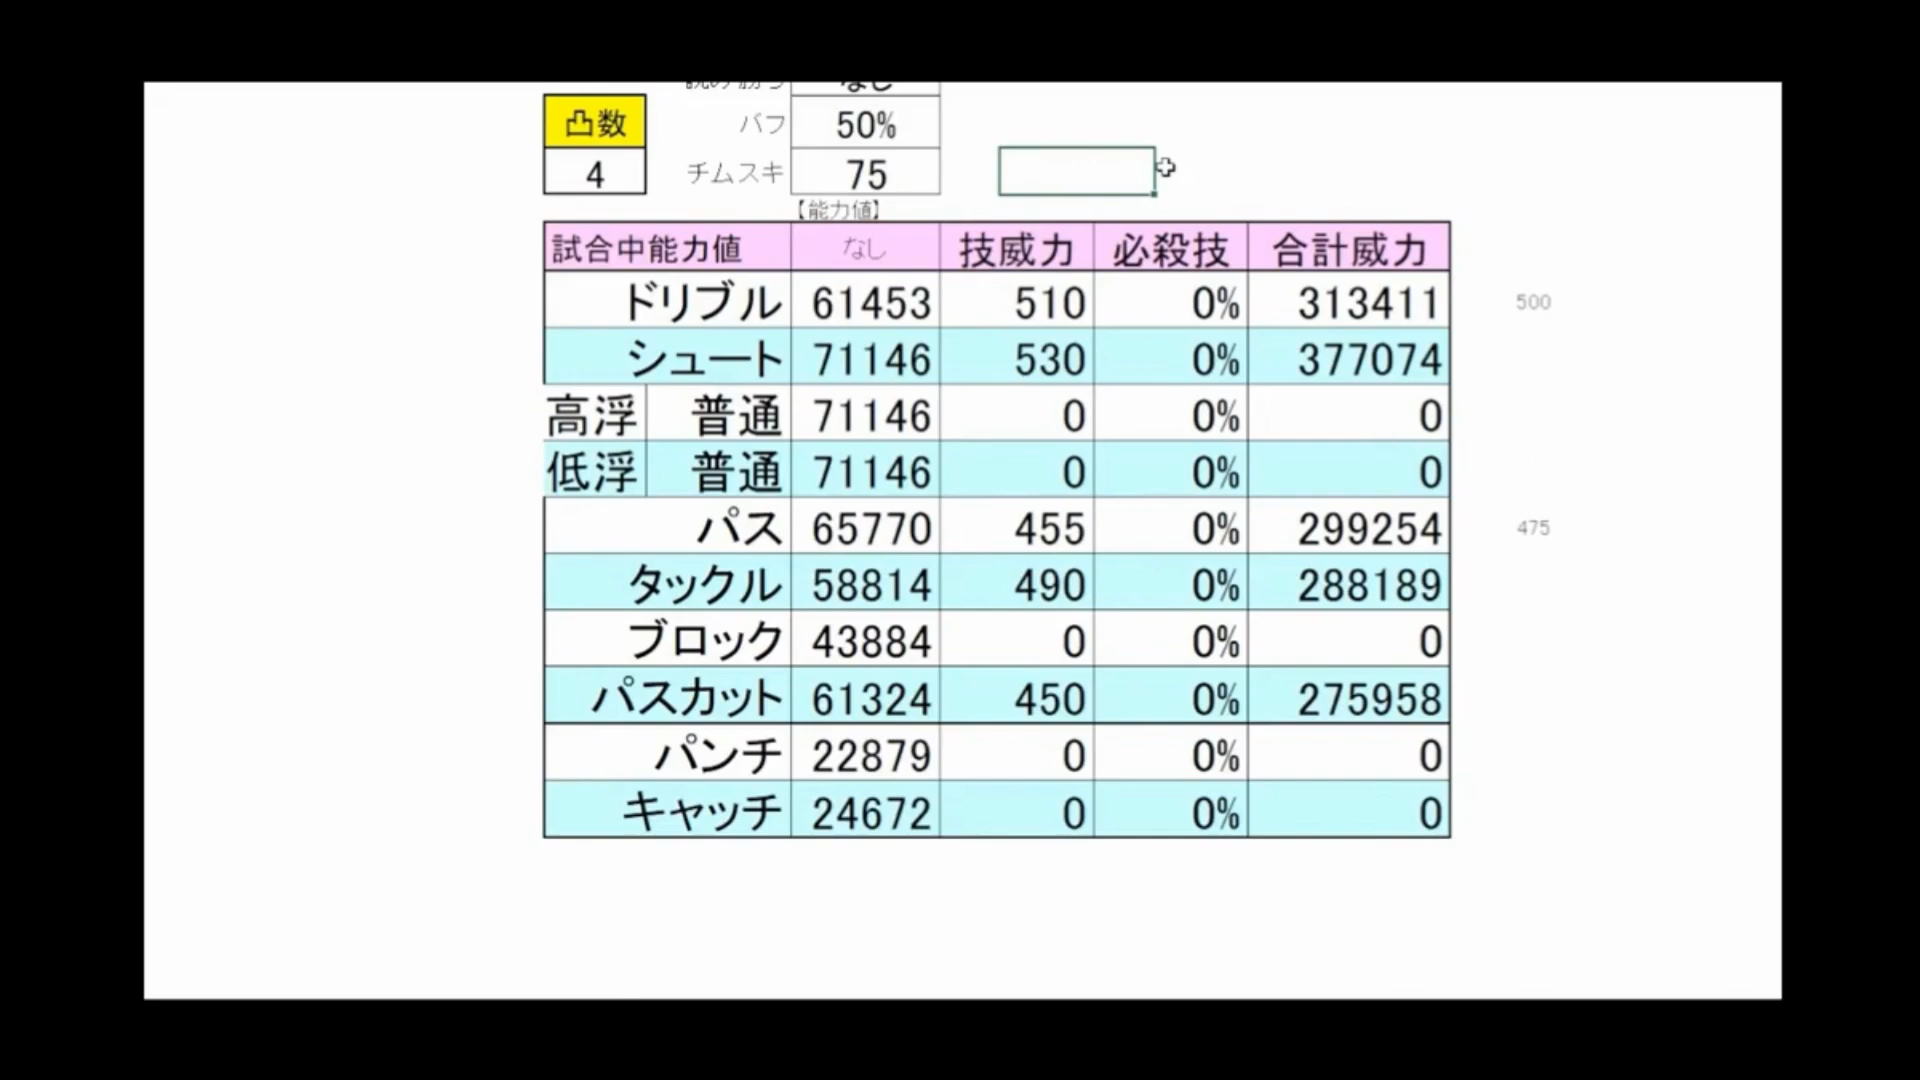 なし
凸数 バフ 50%
4 チムスキ 75
【能力値】
試合中能力値 なし 技威力 必殺技 合計威力
ドリブル 61453 510 0% 313411 500
シュート 71146 530 0% 377074
高浮 普通 71146 0 0% 0
低浮 普通 71146 0 0% 0
パス 65770 455 0% 299254 475
タックル 58814 490 0% 288189
ブロック 43884 0 0% 0
パスカット 61324 450 0% 275958
パンチ 22879 0 0% 0
キャッチ 24672 0 0% 0